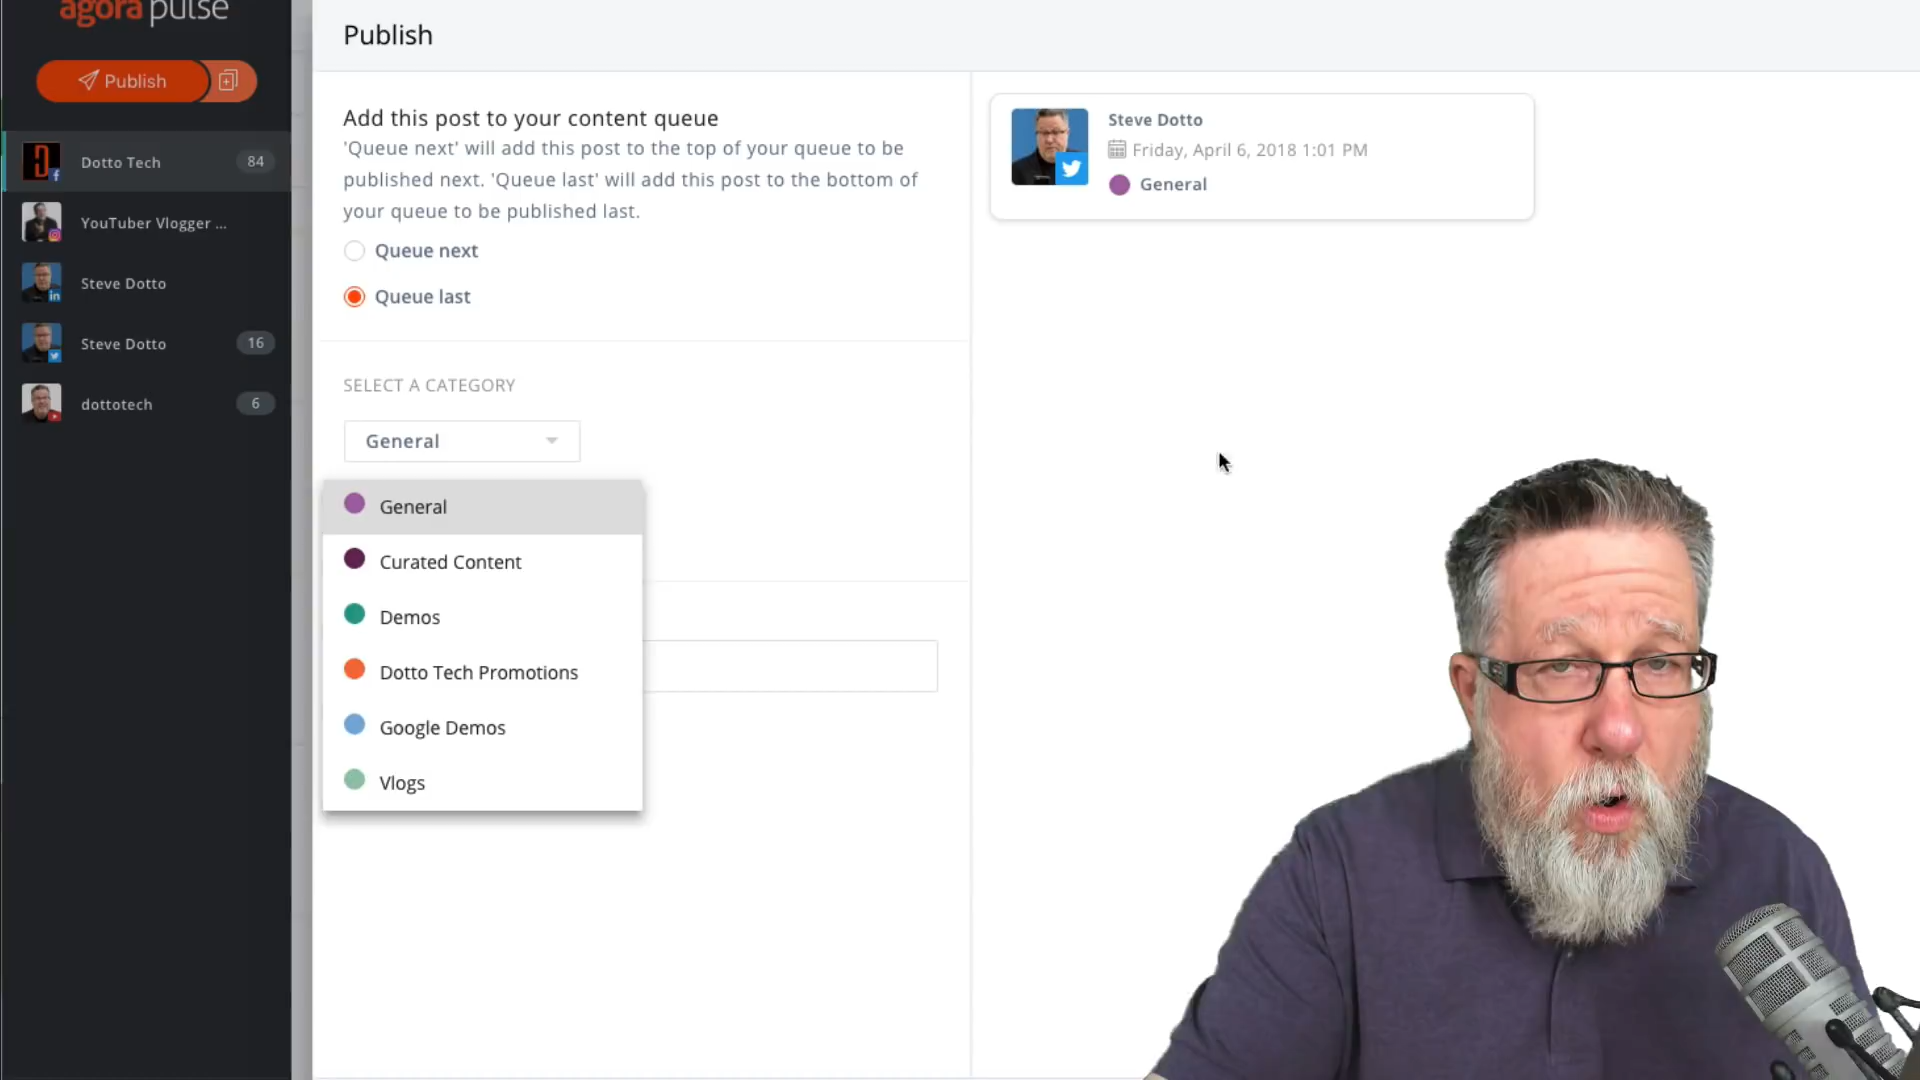 agora pulse
Publish
Dotto Tech
84
YouTuber Vlogger ...
Steve Dotto
in
Steve Dotto
16
dottotech
6
Publish
Add this post to your content queue
'Queue next' will add this post to the top of your queue to be
published next. 'Queue last' will add this post to the bottom of
your queue to be published last.
Queue next
Queue last
SELECT A CATEGORY
General
General
Curated Content
Demos
Dotto Tech Promotions
Google Demos
Vlogs
Steve Dotto
Friday, April 6, 2018 1:01 PM
General